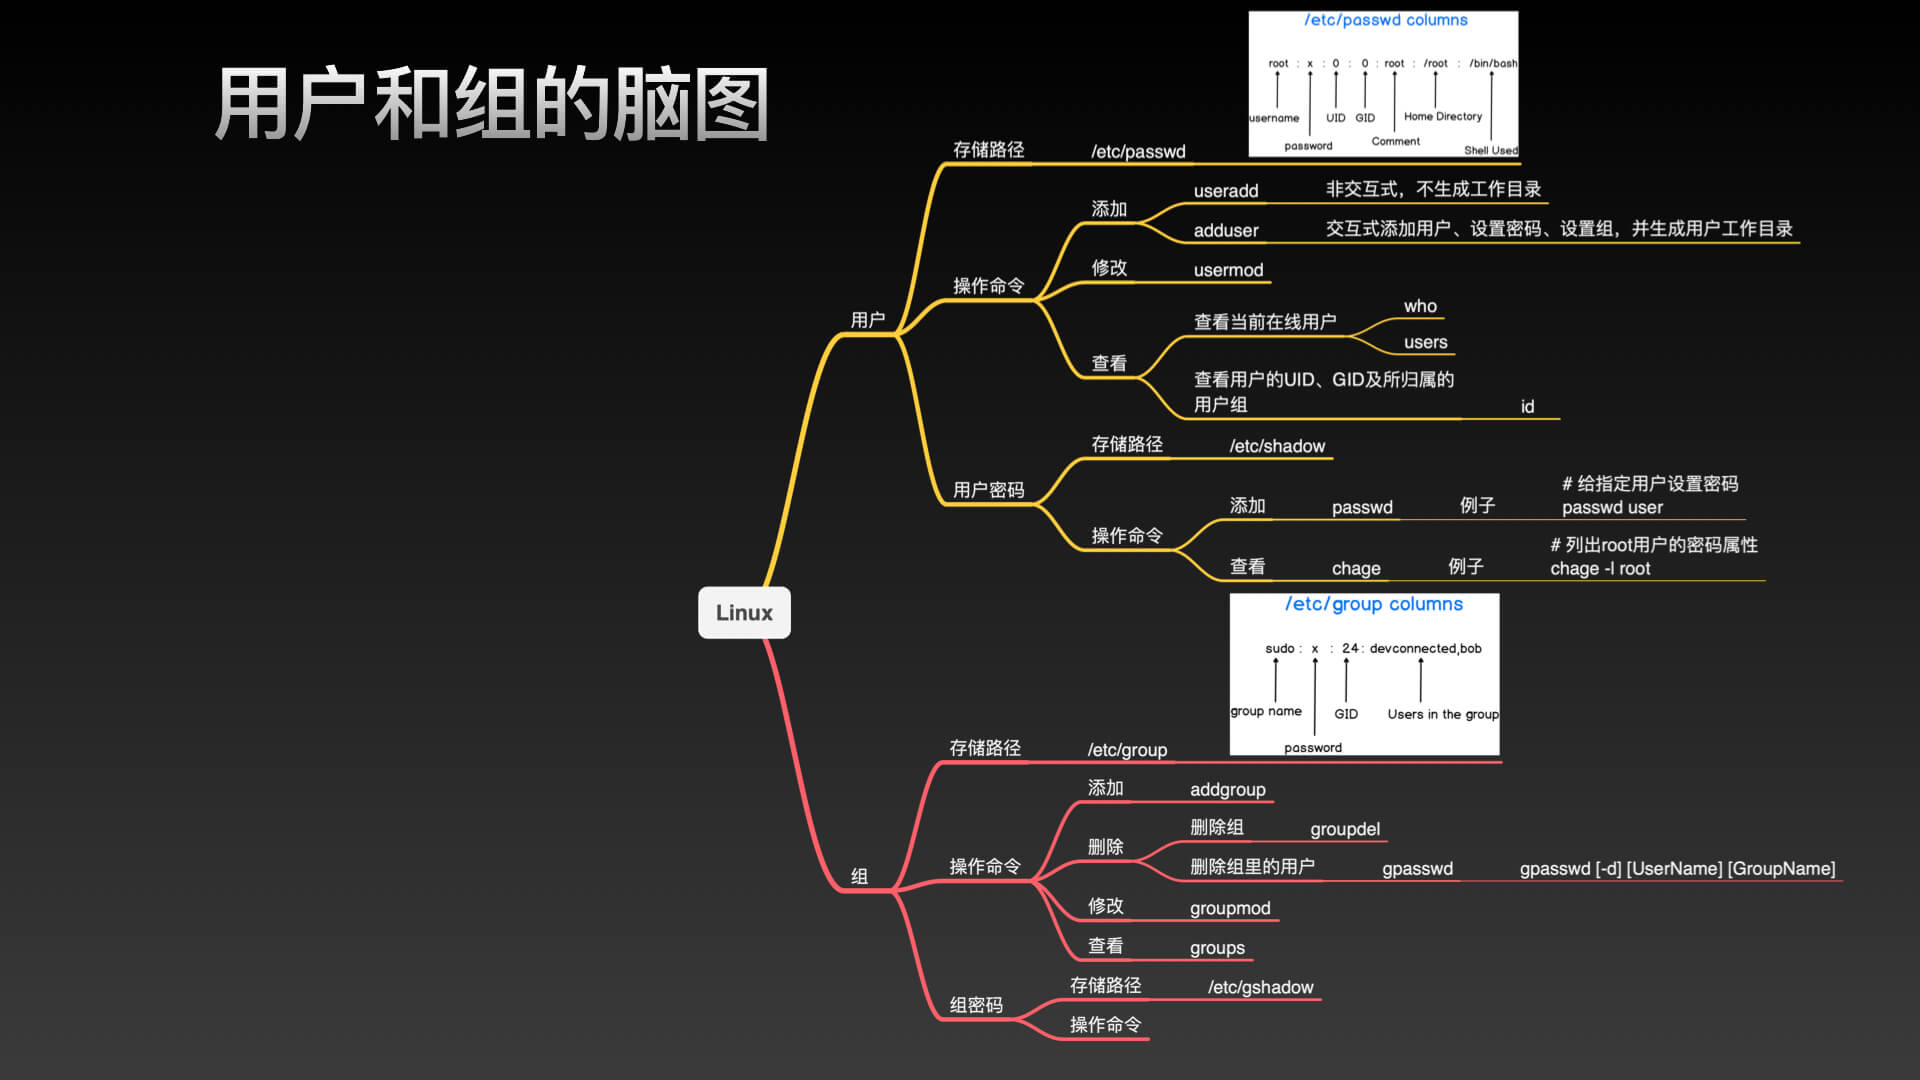 用户和组的脑图
/etc/passwd columns
root : x : 0 : 0 : root : /root : /bin/bash
username
UID
GID
Home Directory
password
Comment
Shell Used
存储路径
/etc/passwd
添加
useradd
非交互式，不生成工作目录
adduser
交互式添加用户、设置密码、设置组，并生成用户工作目录
操作命令
修改
usermod
用户
查看
查看当前在线用户
who
users
查看用户的UID、GID及所归属的
用户组
id
用户密码
存储路径
/etc/shadow
操作命令
添加
passwd
例子
# 给指定用户设置密码
passwd user
查看
chage
例子
# 列出root用户的密码属性
chage -l root
Linux
/etc/group columns
sudo : x : 24: devconnected,bob
group name
GID
Users in the group
password
存储路径
/etc/group
添加
addgroup
删除
删除组
groupdel
删除组里的用户
gpasswd
gpasswd [-d] [UserName] [GroupName]
操作命令
组
修改
groupmod
查看
groups
组密码
存储路径
/etc/gshadow
操作命令